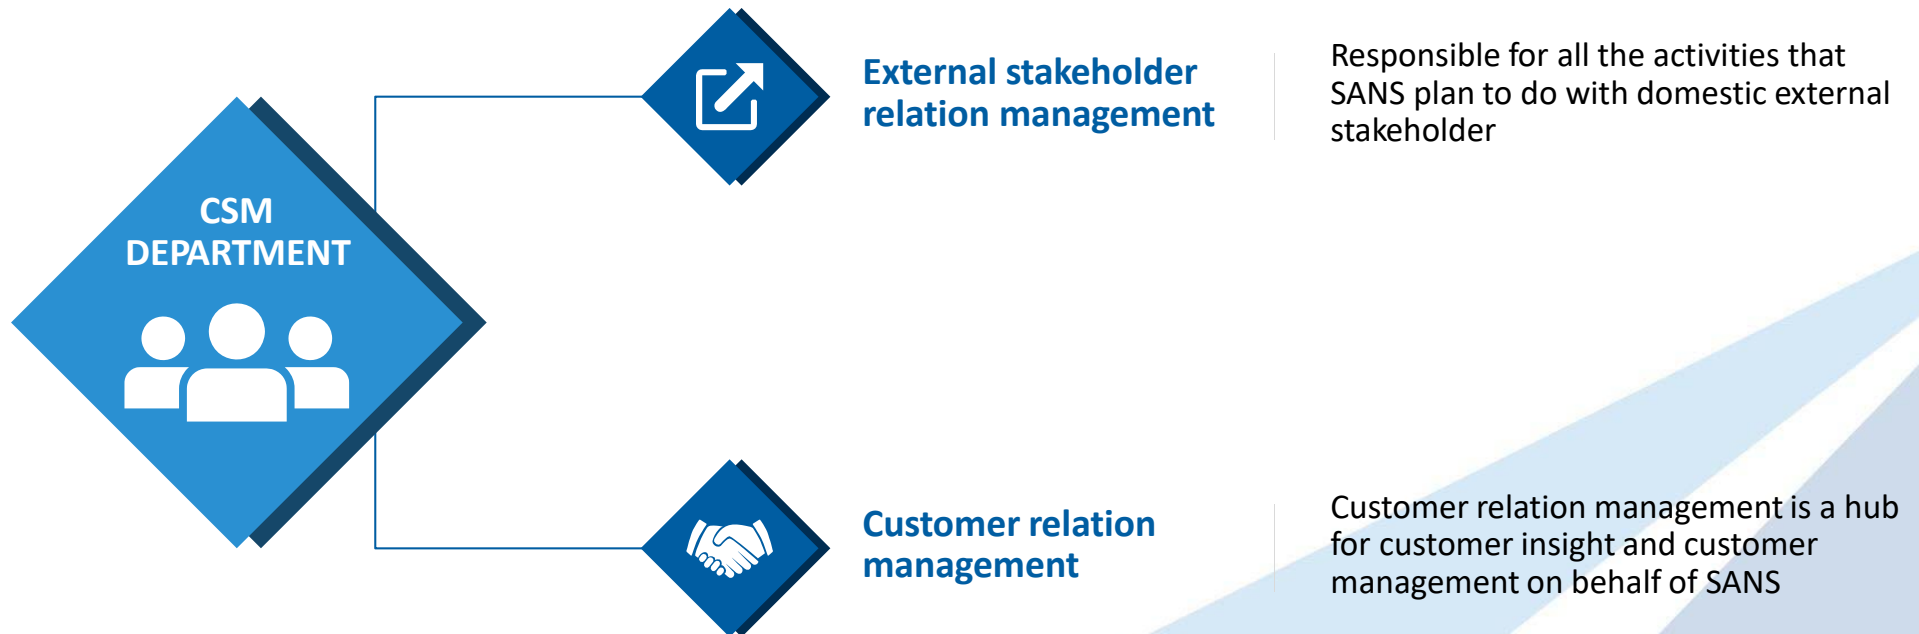 CSM
DEPARTMENT
External stakeholder
relation management
Responsible for all the activities that
SANS plan to do with domestic external
stakeholder
Customer relation
management
Customer relation management is a hub
for customer insight and customer
management on behalf of SANS